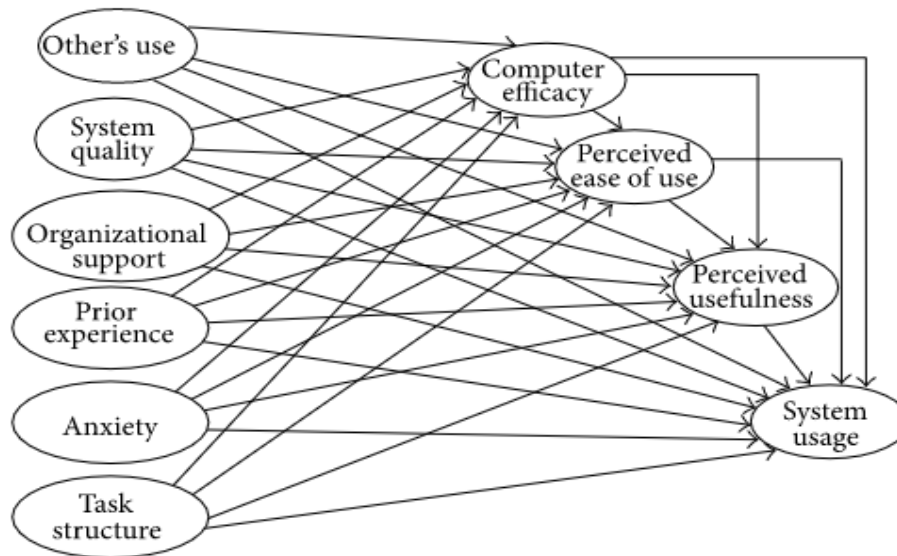 Other's use
System
quality
Organizational
support
Prior
experience
Anxiety
Task
structure
Computer
efficacy
Perceived
ease of use
Perceived
usefulness
System
usage